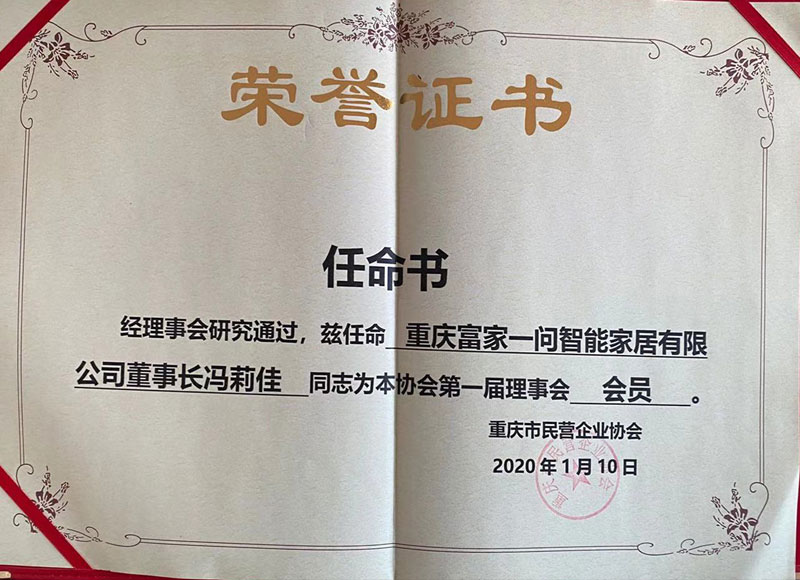 荣誉证书
任命书
经理事会研究通过，兹任命 重庆富家一问智能家居有限
公司董事长冯莉佳 同志为本协会第一届理事会 会员 。
重庆市民营企业协会
2020年1月10日